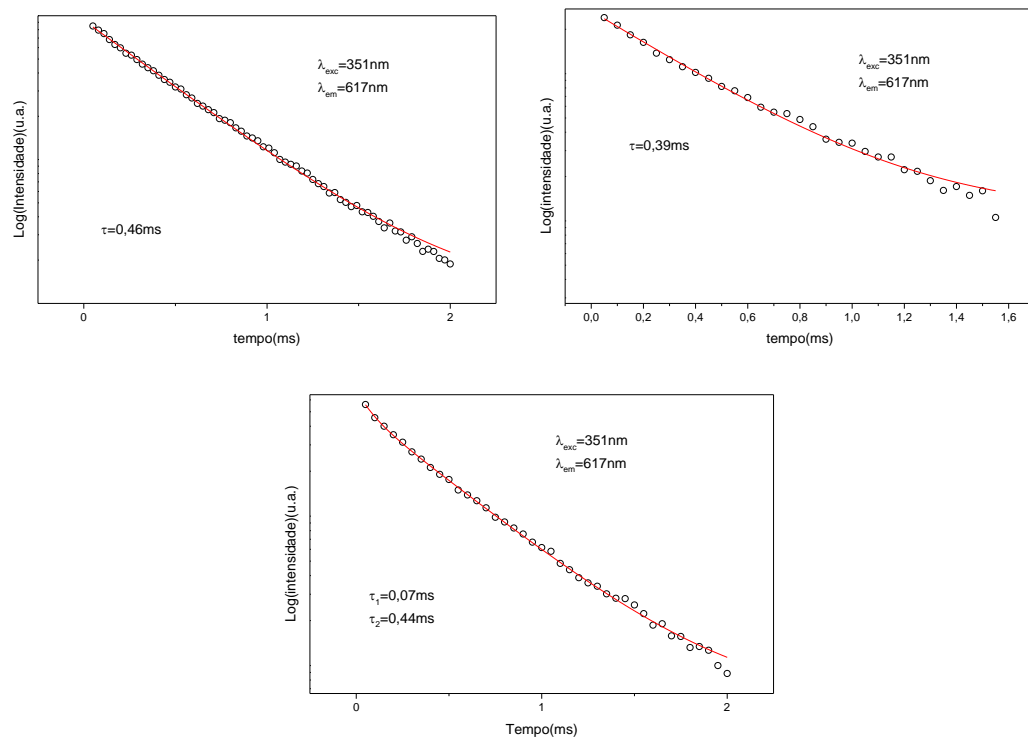 Log(Intensidade)(u.a.)
λexc=351nm
λem=617nm
τ=0,46ms
0
1
2
tempo(ms)
Log(intensidade)(u.a.)
λexc=351nm
λem=617nm
τ=0,39ms
0,0
0,2
0,4
0,6
0,8
1,0
1,2
1,4
1,6
tempo(ms)
Log(intensidade)(u.a.)
λexc=351nm
λem=617nm
τ1=0,07ms
τ2=0,44ms
0
1
2
Tempo(ms)